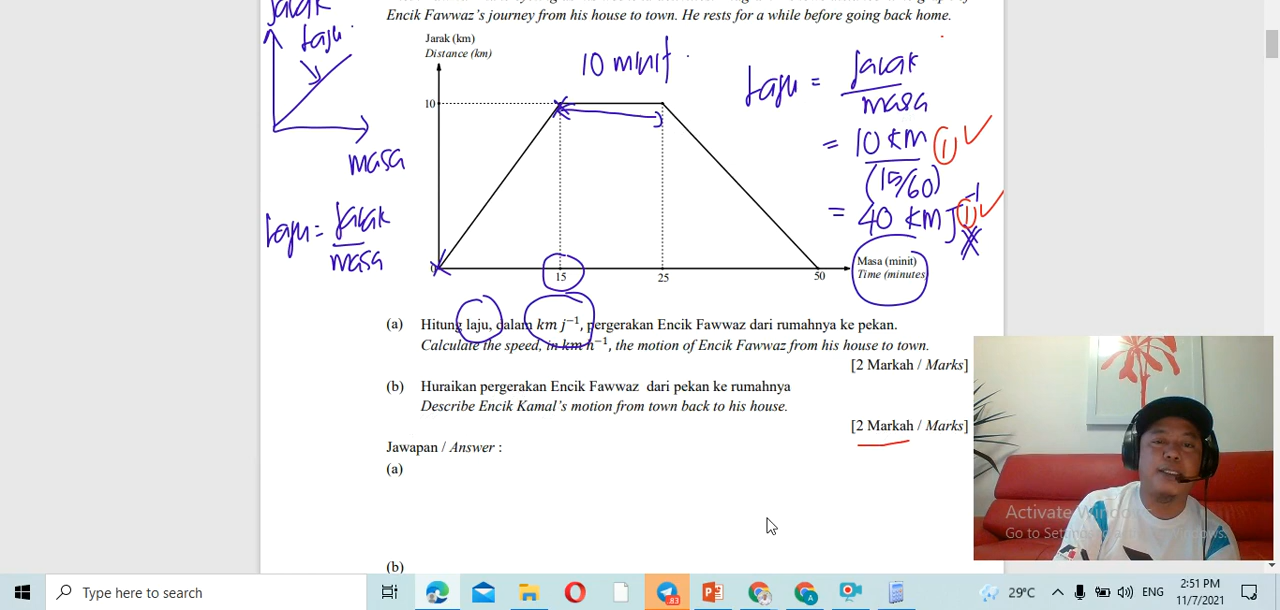 Jarak
Encik Fawwaz's journey from his house to town. He rests for a while before going back home.
laju
masa
laju = Jarak
masa
Jarak (km)
Distance (km)
10 minit
10
0
15
25
50
Masa (minit)
Time (minutes)
laju = Jarak
masa
= 10 km ① ✓
(15/60)
= 40 km J-1 ① ✓
(a) Hitung laju, dalam km j⁻¹, pergerakan Encik Fawwaz dari rumahnya ke pekan.
Calculate the speed, in km h⁻¹, the motion of Encik Fawwaz from his house to town.
[2 Markah / Marks]
(b) Huraikan pergerakan Encik Fawwaz dari pekan ke rumahnya
Describe Encik Kamal's motion from town back to his house.
[2 Markah / Marks]
Jawapan / Answer :
(a)
(b)
Activate Windows
Go to Settings to activate Windows.
Type here to search
83
29°C
ENG
2:51 PM
11/7/2021